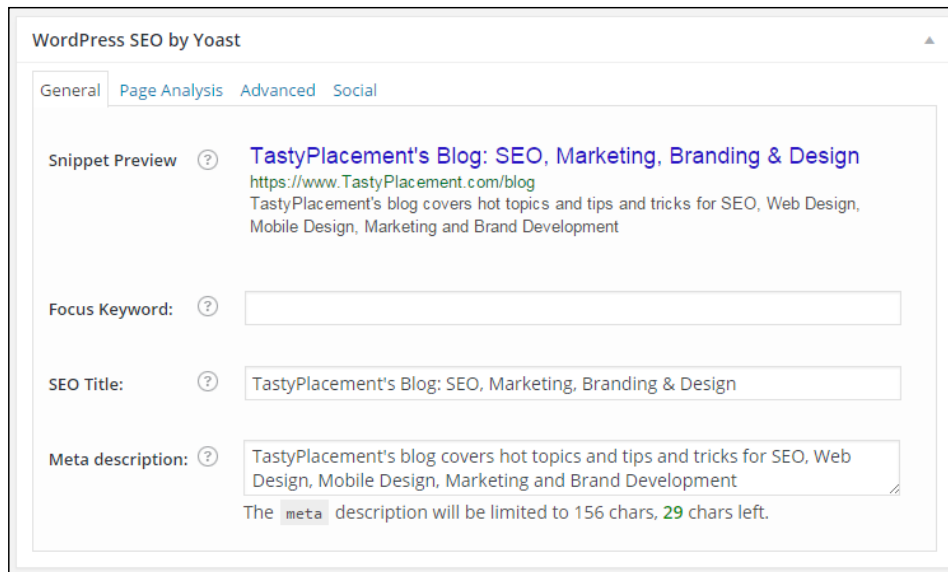 WordPress SEO by Yoast
General Page Analysis Advanced Social
Snippet Preview ? TastyPlacement's Blog: SEO, Marketing, Branding & Design
https://www.TastyPlacement.com/blog
TastyPlacement's blog covers hot topics and tips and tricks for SEO, Web Design,
Mobile Design, Marketing and Brand Development
Focus Keyword: ?
SEO Title: ? TastyPlacement's Blog: SEO, Marketing, Branding & Design
Meta description: ? TastyPlacement's blog covers hot topics and tips and tricks for SEO, Web
Design, Mobile Design, Marketing and Brand Development
The meta description will be limited to 156 chars, 29 chars left.